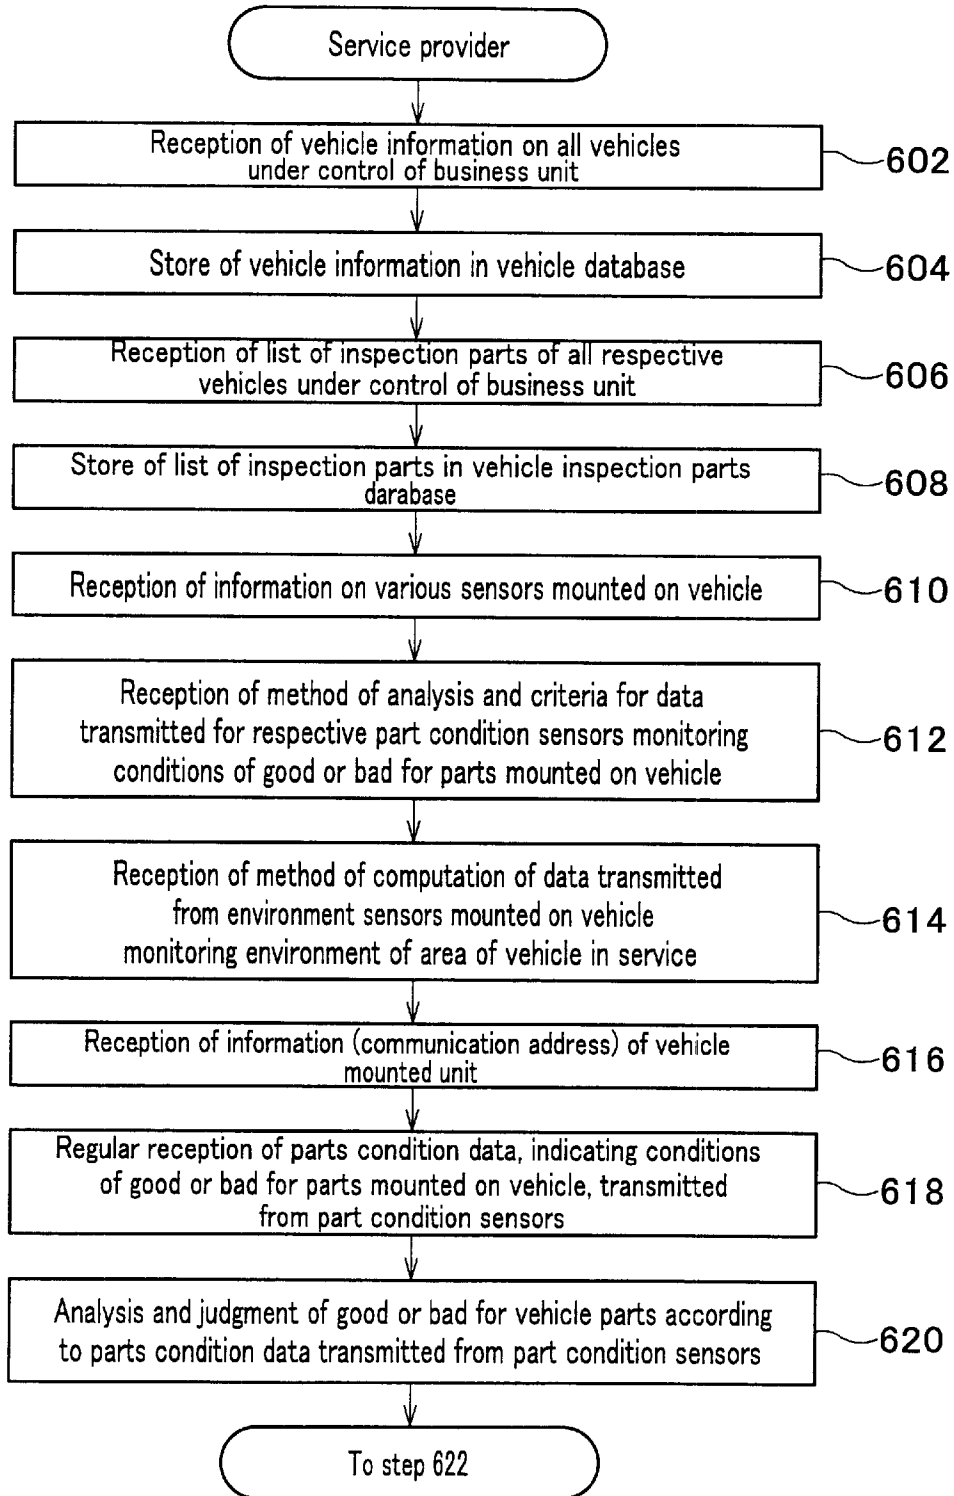 Service provider
Reception of vehicle information on all vehicles
under control of business unit
602
Store of vehicle information in vehicle database
604
Reception of list of inspection parts of all respective
vehicles under control of business unit
606
Store of list of inspection parts in vehicle inspection parts
darabase
608
Reception of information on various sensors mounted on vehicle
610
Reception of method of analysis and criteria for data
transmitted for respective part condition sensors monitoring
conditions of good or bad for parts mounted on vehicle
612
Reception of method of computation of data transmitted
from environment sensors mounted on vehicle
monitoring environment of area of vehicle in service
614
Reception of information (communication address) of vehicle
mounted unit
616
Regular reception of parts condition data, indicating conditions
of good or bad for parts mounted on vehicle, transmitted
from part condition sensors
618
Analysis and judgment of good or bad for vehicle parts according
to parts condition data transmitted from part condition sensors
620
To step 622